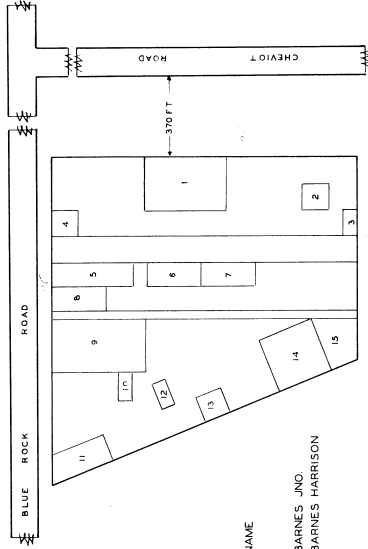 BLUE ROCK ROAD
CHEVIOT ROAD
370 FT
1
2
3
4
5
6
7
8
9
10
11
12
13
14
15
NAME
BARNES JNO.
BARNES HARRISON